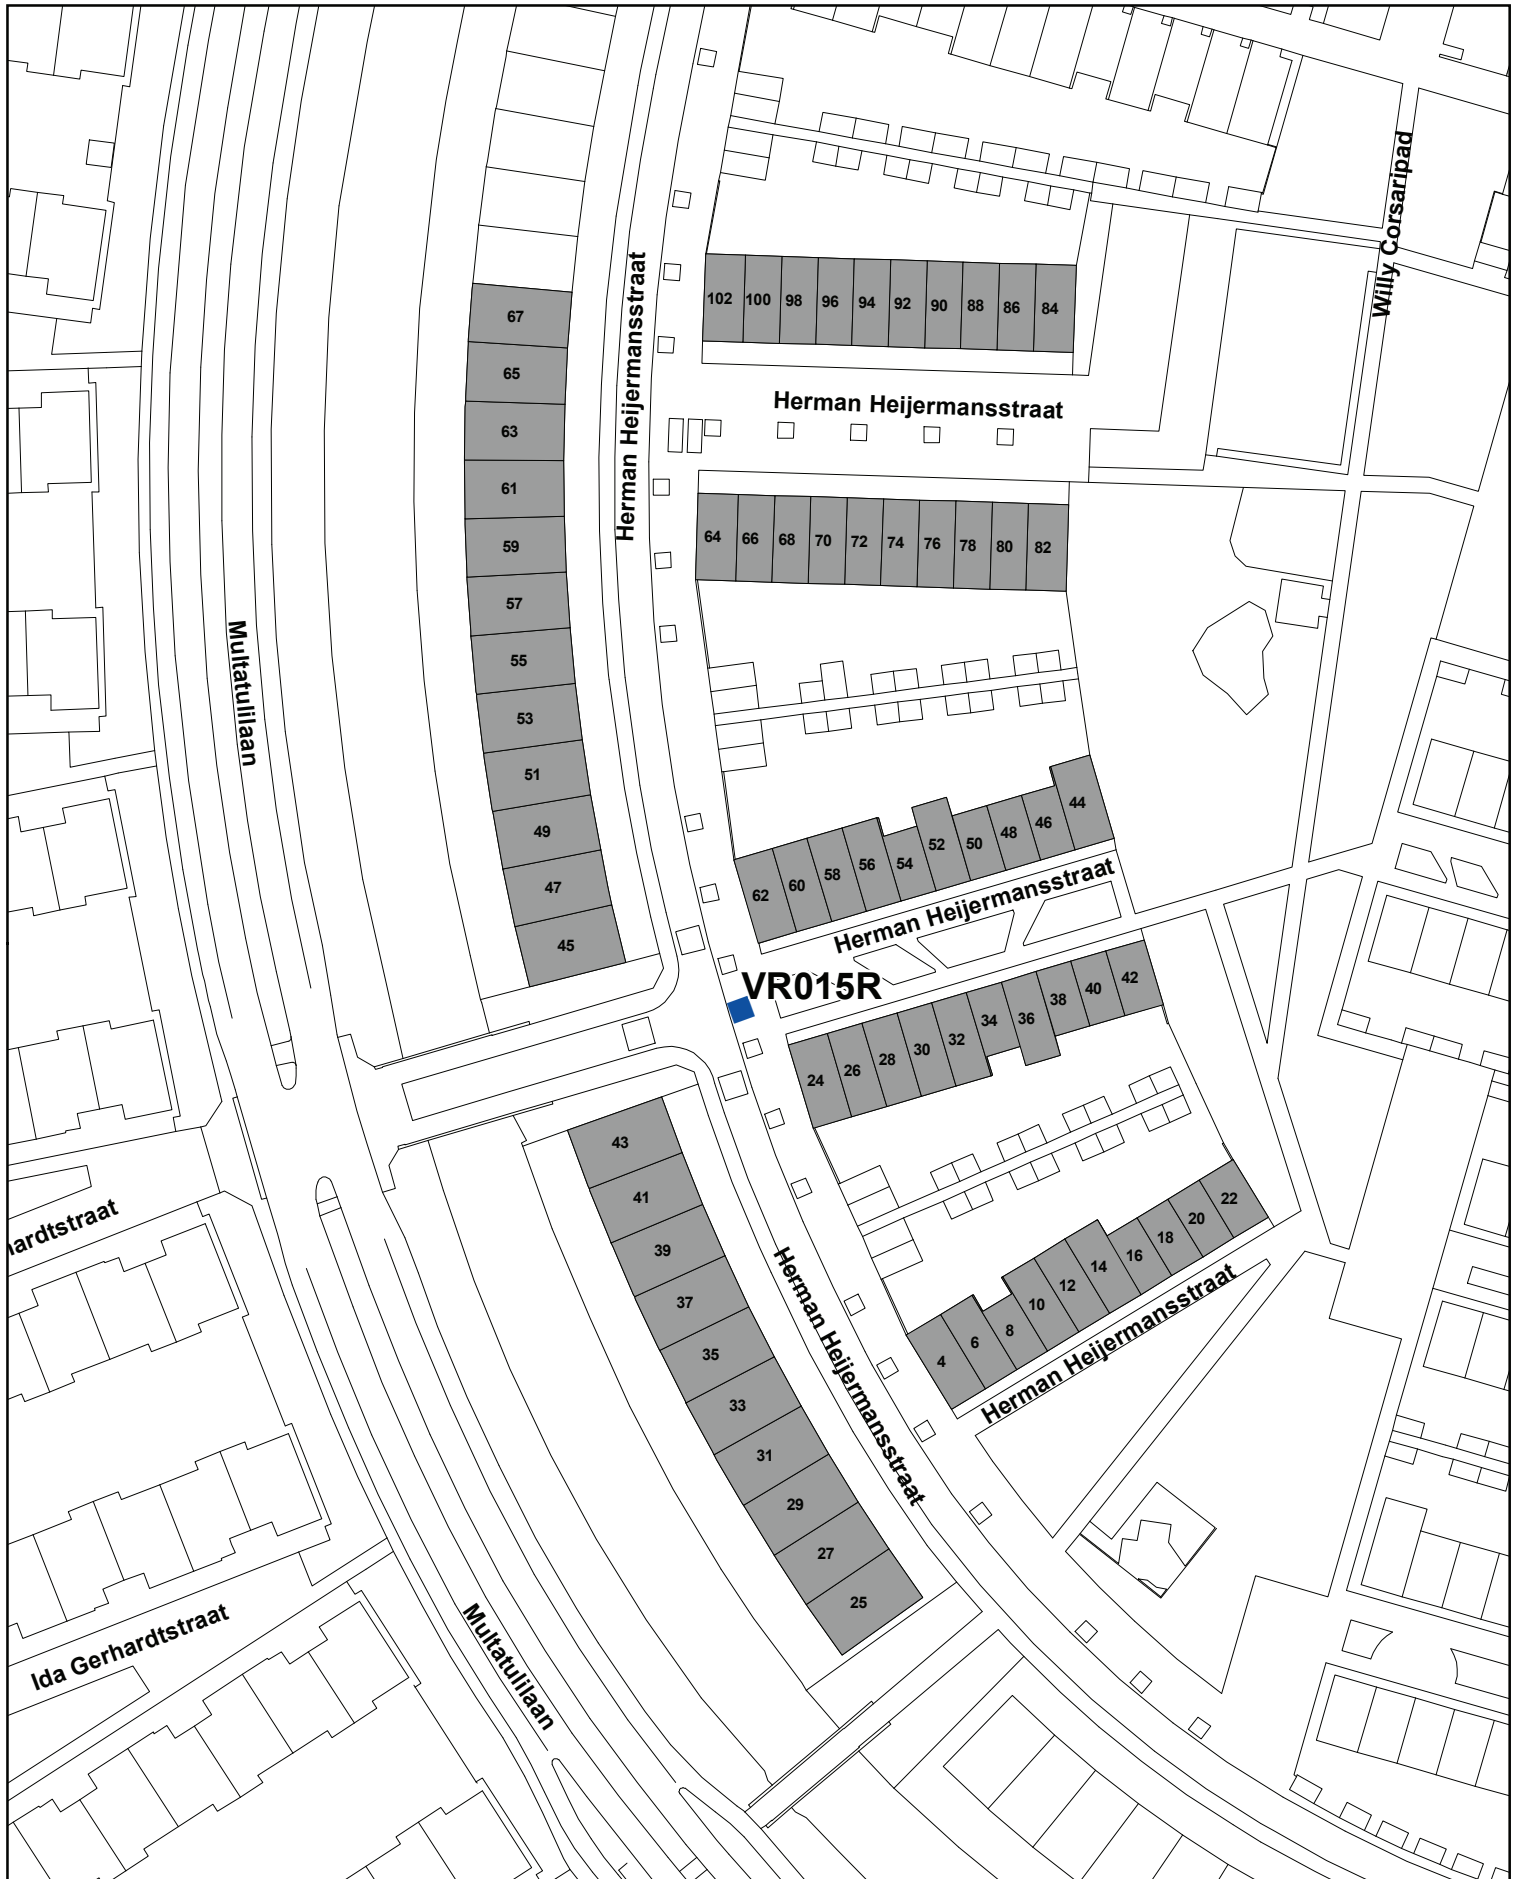 Willy Corsaripad
Herman Heijermansstraat
102 100 98 96 94 92 90 88 86 84
67
65
63
61
59
57
55
53
51
49
47
45
Herman Heijermansstraat
64 66 68 70 72 74 76 78 80 82
Multatulilaan
62 60 58 56 54 52 50 48 46 44
Herman Heijermansstraat
VR015R
24 26 28 30 32 34 36 38 40 42
43
41
39
37
35
33
31
29
27
25
hardtstraat
Herman Heijermansstraat
4 6 8 10 12 14 16 18 20 22
Herman Heijermansstraat
Ida Gerhardtstraat
Multatulilaan